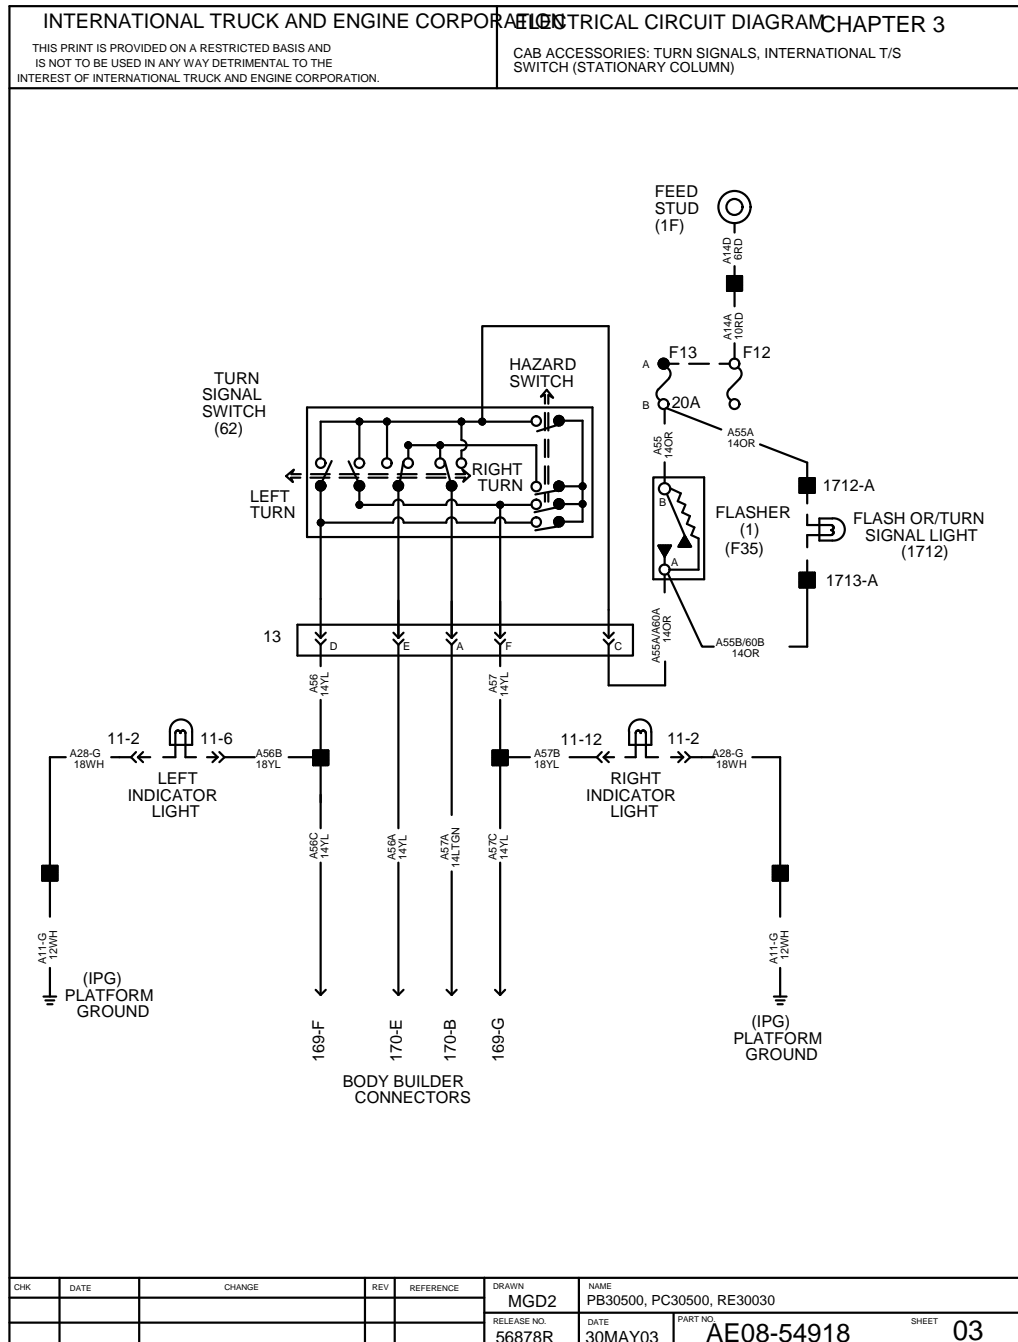 INTERNATIONAL TRUCK AND ENGINE CORPORATION
THIS PRINT IS PROVIDED ON A RESTRICTED BASIS AND
IS NOT TO BE USED IN ANY WAY DETRIMENTAL TO THE
INTEREST OF INTERNATIONAL TRUCK AND ENGINE CORPORATION.
ELECTRICAL CIRCUIT DIAGRAM
CHAPTER 3
CAB ACCESSORIES: TURN SIGNALS, INTERNATIONAL T/S
SWITCH (STATIONARY COLUMN)
FEED
STUD
(1F)
A14D
6RD
A14A
10RD
A
F13
F12
B
20A
HAZARD
SWITCH
TURN
SIGNAL
SWITCH
(62)
LEFT
TURN
RIGHT
TURN
A55
14OR
A55A
14OR
1712-A
B
FLASHER
(1)
(F35)
A
FLASH OR/TURN
SIGNAL LIGHT
(1712)
1713-A
13
D
E
A
F
C
A55A/A60A
14OR
A55B/60B
14OR
A56
14YL
A57
14YL
11-2
11-6
A28-G
18WH
A56B
18YL
LEFT
INDICATOR
LIGHT
11-12
11-2
A57B
18YL
A28-G
18WH
RIGHT
INDICATOR
LIGHT
A56C
14YL
A56A
14YL
A57A
14LTGN
A57C
14YL
A11-G
12WH
A11-G
12WH
(IPG)
PLATFORM
GROUND
(IPG)
PLATFORM
GROUND
169-F
170-E
170-B
169-G
BODY BUILDER
CONNECTORS
CHK
DATE
CHANGE
REV
REFERENCE
DRAWN
MGD2
NAME
PB30500, PC30500, RE30030
RELEASE NO.
56878R
DATE
30MAY03
PART NO.
AE08-54918
SHEET
03